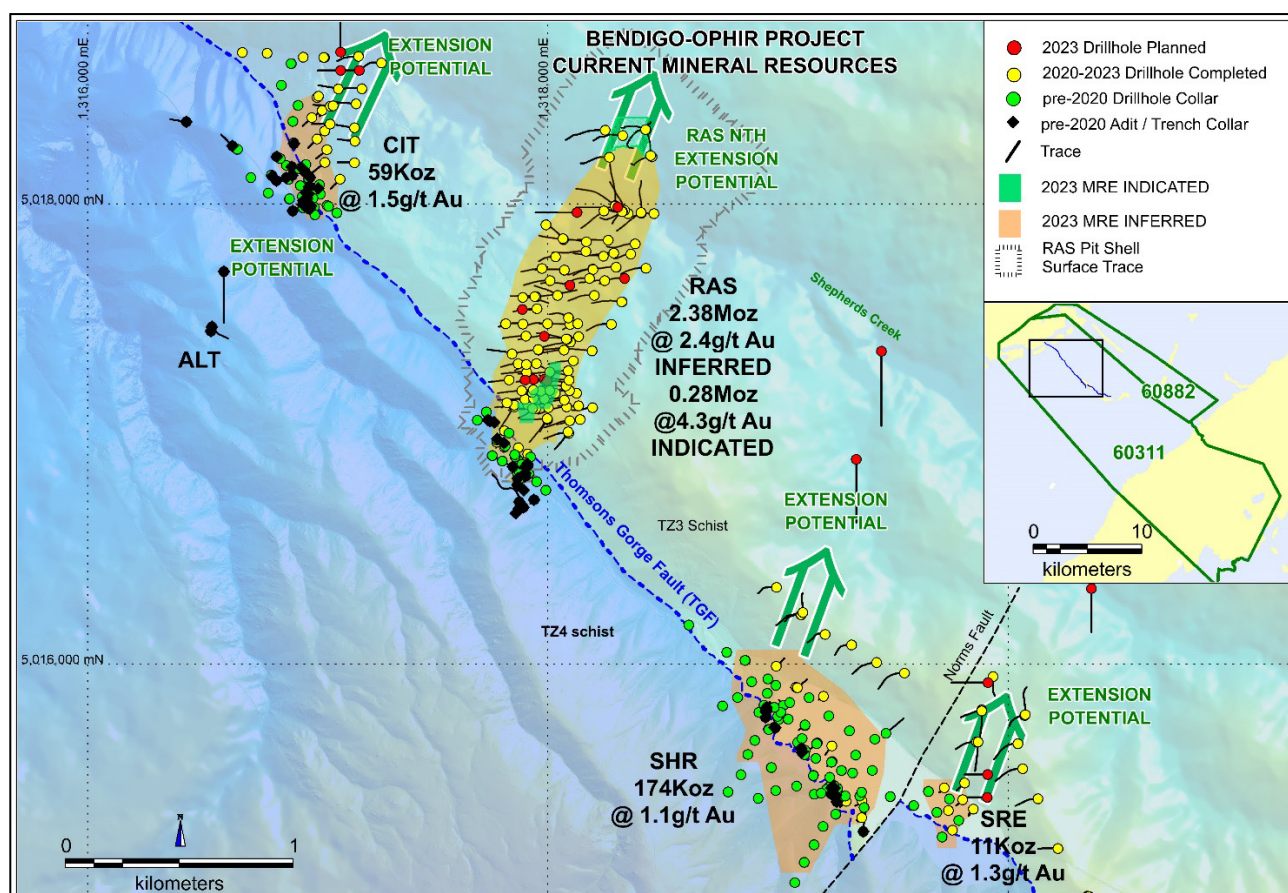 BENDIGO-OPHIR PROJECT
CURRENT MINERAL RESOURCES
1,316,000 mE
1,318,000 mE
EXTENSION
POTENTIAL
CIT
59Koz
@ 1.5g/t Au
RAS NTH
EXTENSION
POTENTIAL
5,018,000 mN
EXTENSION
POTENTIAL
ALT
RAS
2.38Moz
@ 2.4g/t Au
INFERRED
0.28Moz
@4.3g/t Au
INDICATED
Shepherds Creek
Thomsons Gorge Fault (TGF)
TZ3 Schist
TZ4 schist
EXTENSION
POTENTIAL
5,016,000 mN
Norms Fault
EXTENSION
POTENTIAL
SHR
174Koz
@ 1.1g/t Au
SRE
11Koz
@ 1.3g/t Au
N
0 1
kilometers
2023 Drillhole Planned
2020-2023 Drillhole Completed
pre-2020 Drillhole Collar
pre-2020 Adit / Trench Collar
Trace
2023 MRE INDICATED
2023 MRE INFERRED
RAS Pit Shell
Surface Trace
60882
60311
0 10
kilometers